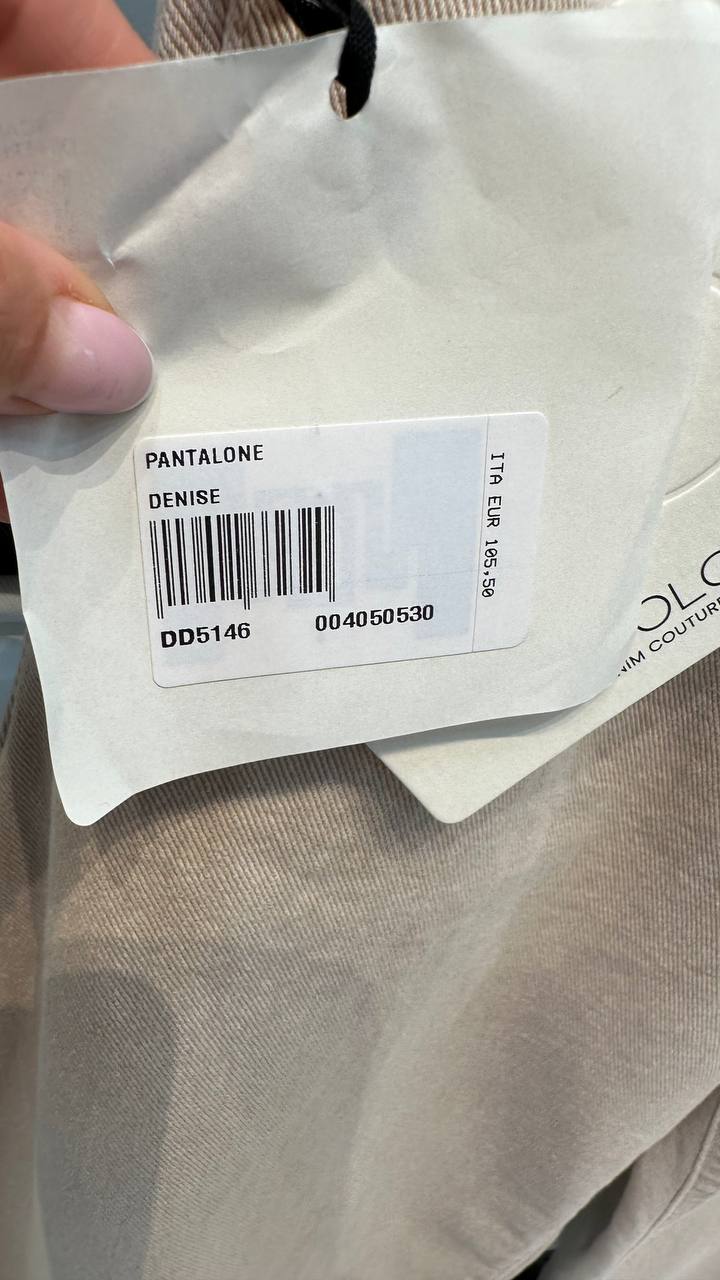 PANTALONE
DENISE
DD5146 004050530
ITA EUR 105,50